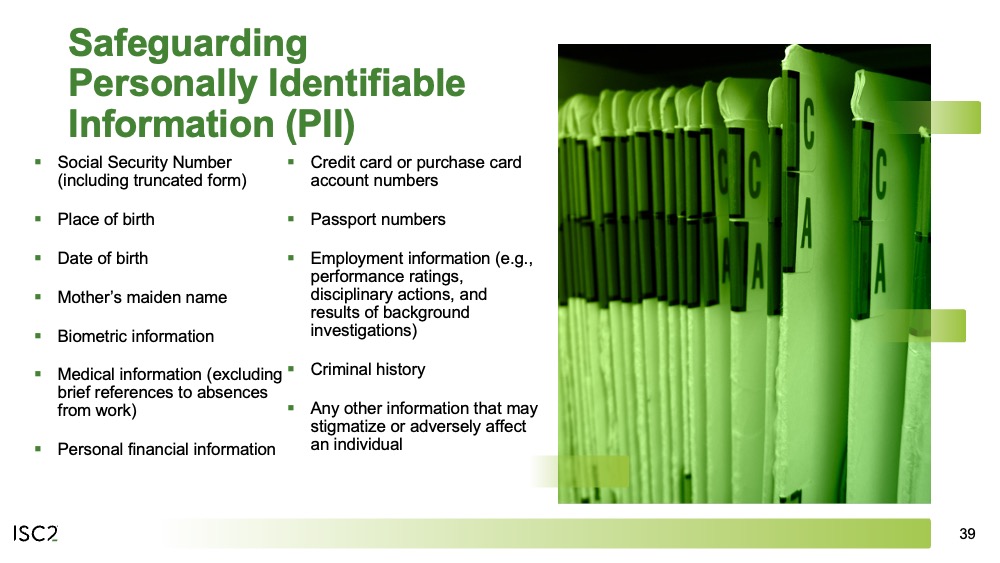 Safeguarding
Personally Identifiable
Information (PII)
▪ Social Security Number
(including truncated form)
▪ Place of birth
▪ Date of birth
▪ Mother’s maiden name
▪ Biometric information
▪ Medical information (excluding
brief references to absences
from work)
▪ Personal financial information
▪ Credit card or purchase card
account numbers
▪ Passport numbers
▪ Employment information (e.g.,
performance ratings,
disciplinary actions, and
results of background
investigations)
▪ Criminal history
▪ Any other information that may
stigmatize or adversely affect
an individual
C
A
C
A
C
A
C
A
ISC2
39